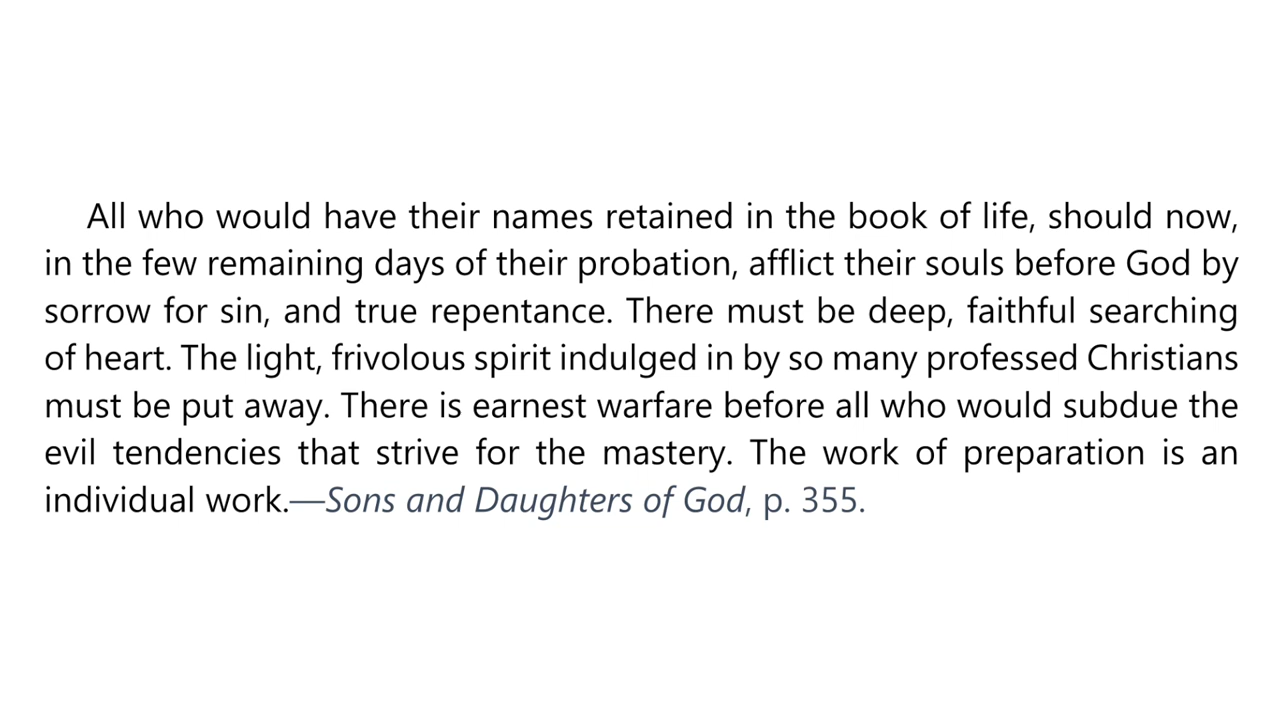 All who would have their names retained in the book of life, should now,
in the few remaining days of their probation, afflict their souls before God by
sorrow for sin, and true repentance. There must be deep, faithful searching
of heart. The light, frivolous spirit indulged in by so many professed Christians
must be put away. There is earnest warfare before all who would subdue the
evil tendencies that strive for the mastery. The work of preparation is an
individual work.—Sons and Daughters of God, p. 355.